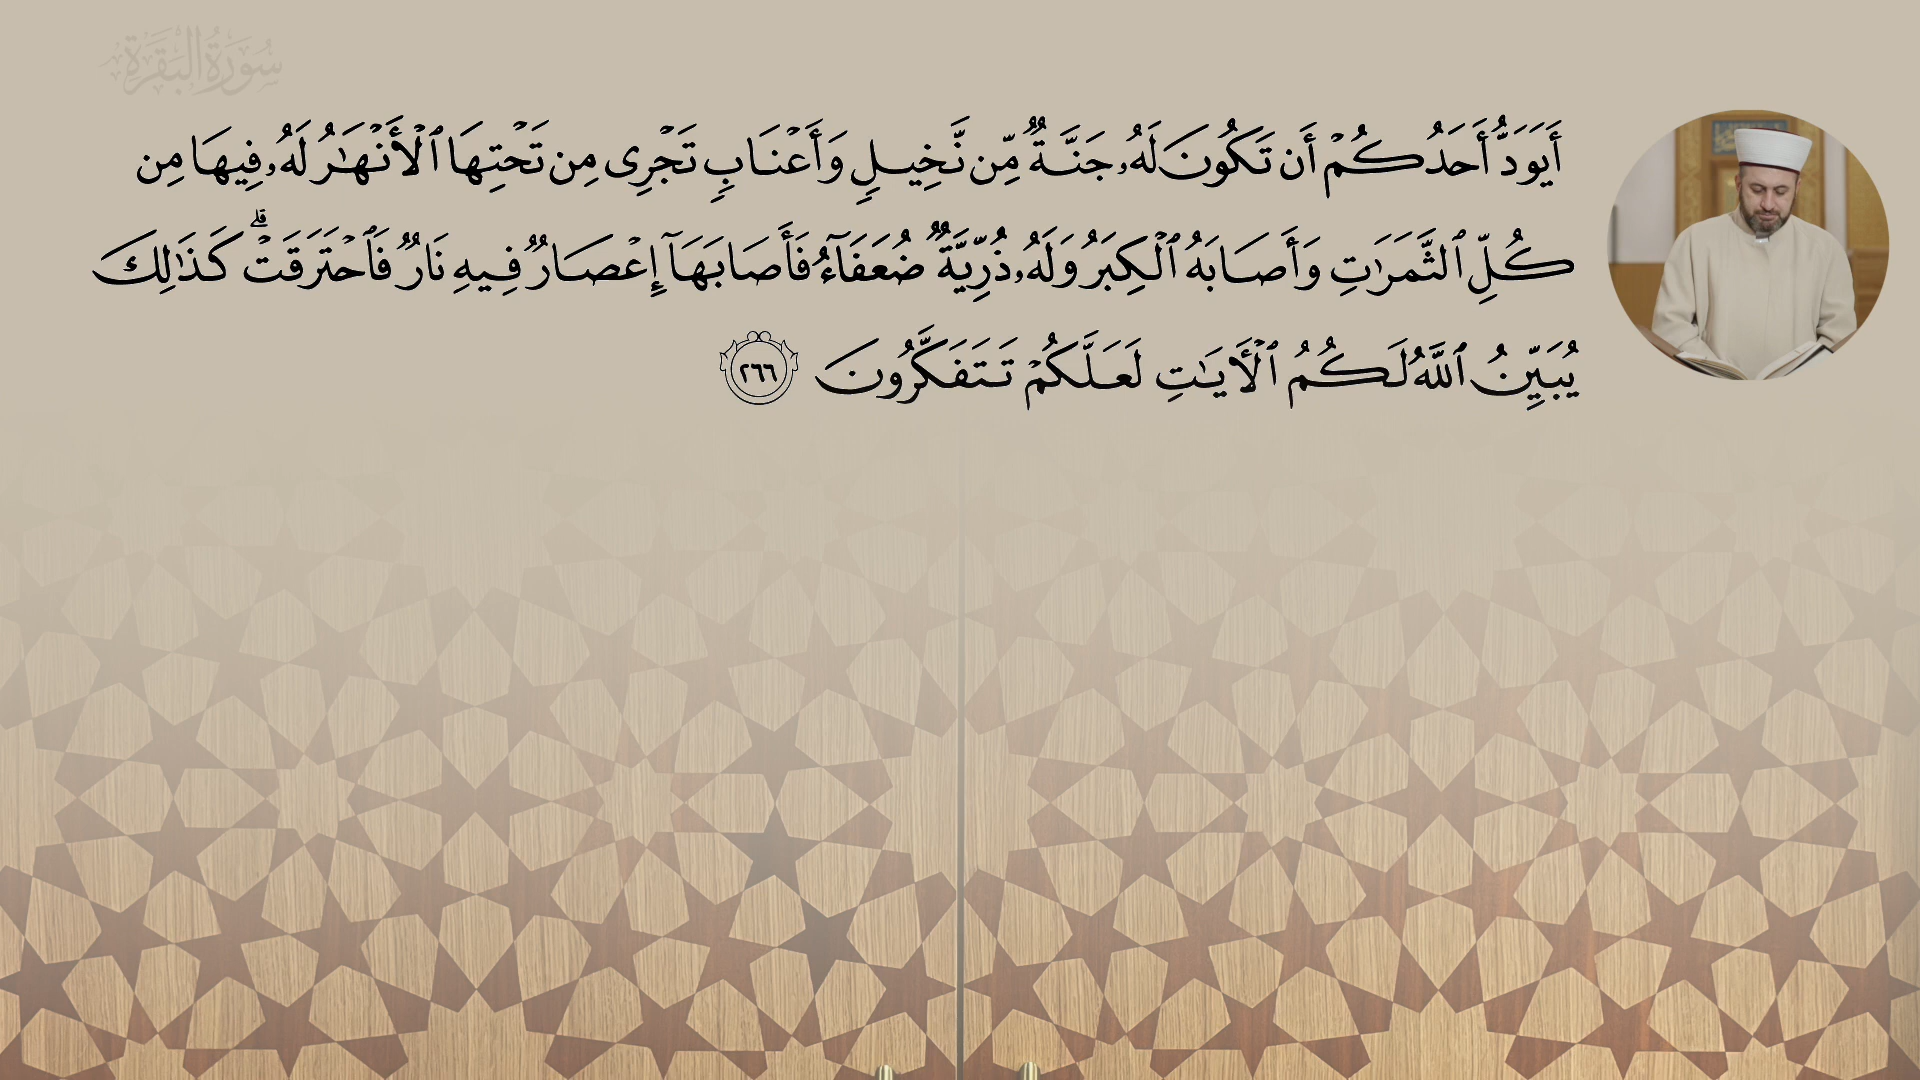 سُورَةُ الْبَقَرَةِ
أَيَوَدُّ أَحَدُكُمْ أَن تَكُونَ لَهُۥ جَنَّةٌ مِّن نَّخِيلٍ وَأَعْنَابٍ تَجْرِى مِن تَحْتِهَا ٱلْأَنْهَٰرُ لَهُۥ فِيهَا مِن
كُلِّ ٱلثَّمَرَٰتِ وَأَصَابَهُ ٱلْكِبَرُ وَلَهُۥ ذُرِّيَّةٌ ضُعَفَآءُ فَأَصَابَهَآ إِعْصَارٌ فِيهِ نَارٌ فَٱحْتَرَقَتْ ۗ كَذَٰلِكَ
يُبَيِّنُ ٱللَّهُ لَكُمُ ٱلْأَيَٰتِ لَعَلَّكُمْ تَتَفَكَّرُونَ ٢٦٦